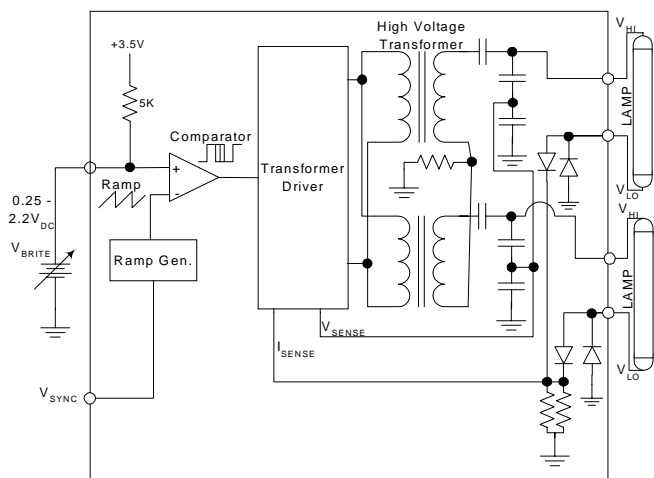 High Voltage
Transformer
V_HI
+3.5V
5K
LAMP
Comparator
+
-
Transformer
Driver
Ramp
0.25 -
2.2V_DC
V_LO
V_HI
V_BRITE
Ramp Gen.
LAMP
V_SENSE
I_SENSE
V_LO
V_SYNC